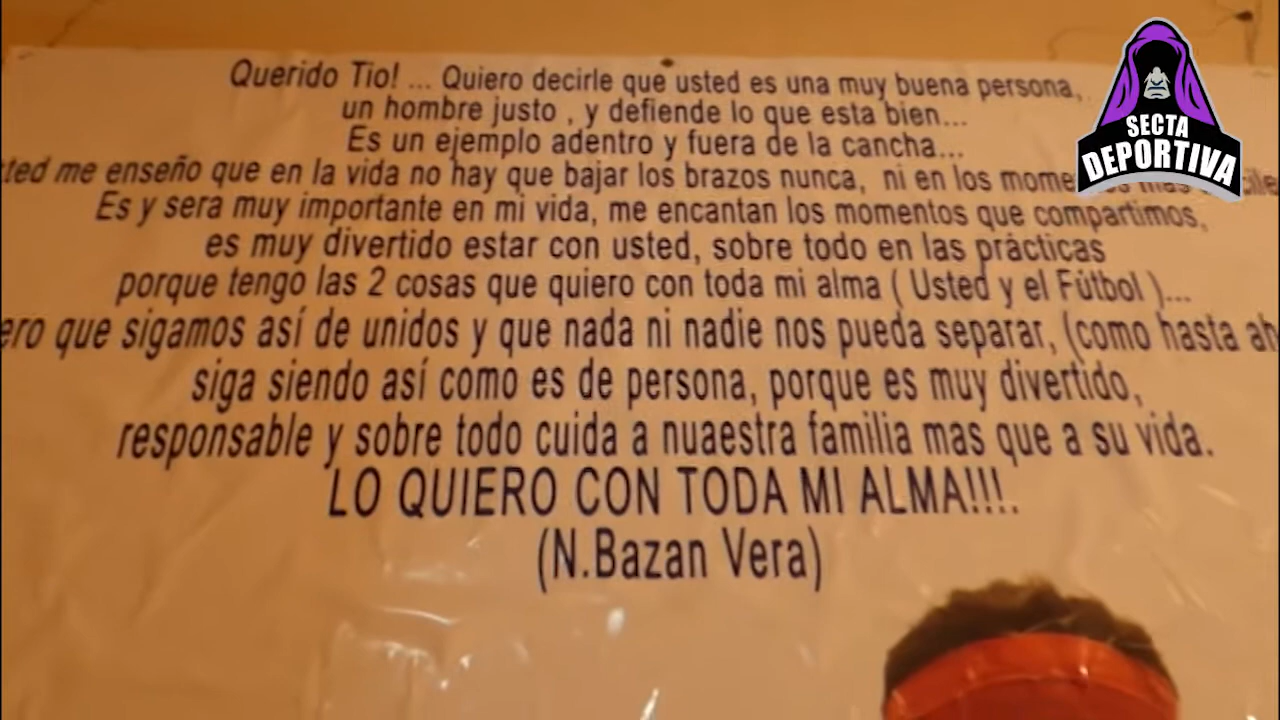 Querido Tio! ... Quiero decirle que usted es una muy buena persona,
un hombre justo , y defiende lo que esta bien...
Es un ejemplo adentro y fuera de la cancha...
me enseño que en la vida no hay que bajar los brazos nunca, ni en los
Es y sera muy importante en mi vida, me encantan los momentos que compartimos,
es muy divertido estar con usted, sobre todo en las prácticas
porque tengo las 2 cosas que quiero con toda mi alma ( Usted y el Fútbol )...
que sigamos así de unidos y que nada ni nadie nos pueda separar, (como hasta
siga siendo así como es de persona, porque es muy divertido,
responsable y sobre todo cuida a nuaestra familia mas que a su vida.
LO QUIERO CON TODA MI ALMA!!!.
(N.Bazan Vera)
SECTA
DEPORTIVA